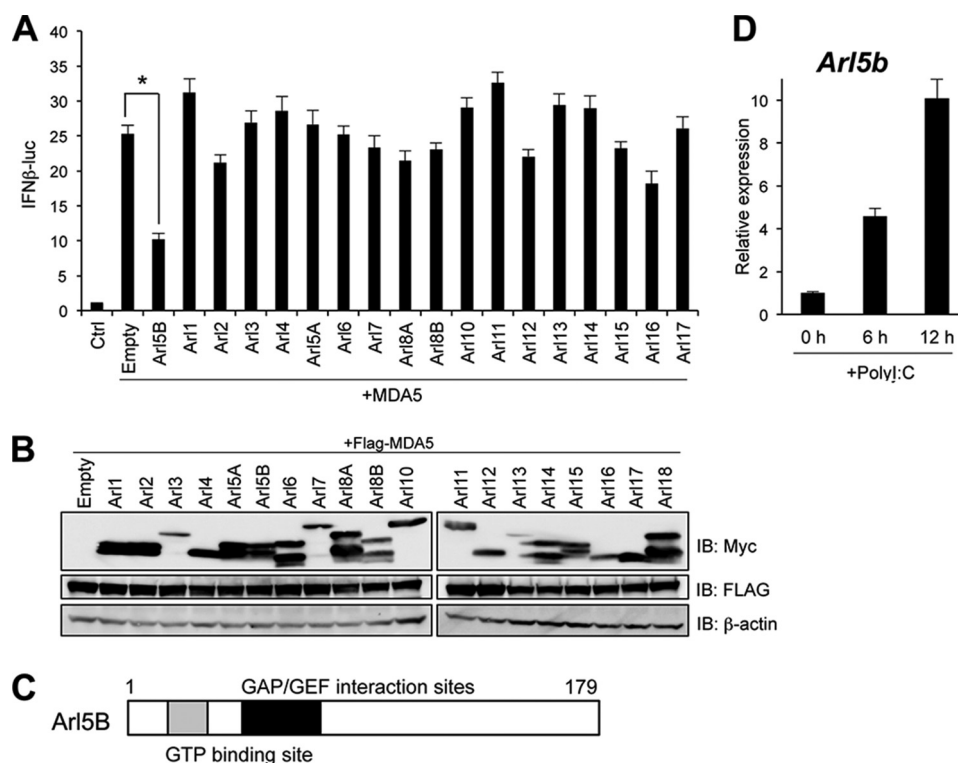 A
IFNβ-luc
40
35
30
25
20
15
10
5
0
Ctrl
Empty
Arl5B
Arl1
Arl2
Arl3
Arl4
Arl5A
Arl6
Arl7
Arl8A
Arl8B
Arl10
Arl11
Arl12
Arl13
Arl14
Arl15
Arl16
Arl17
*
+MDA5
D
Arl5b
Relative expression
10
8
6
4
2
0
0 h 6 h 12 h
+PolyI:C
B
+Flag-MDA5
Empty
Arl1
Arl2
Arl3
Arl4
Arl5A
Arl5B
Arl6
Arl7
Arl8A
Arl8B
Arl10
Arl11
Arl12
Arl13
Arl14
Arl15
Arl16
Arl17
Arl18
IB: Myc
IB: FLAG
IB: β-actin
C
1 GAP/GEF interaction sites 179
Arl5B
GTP binding site